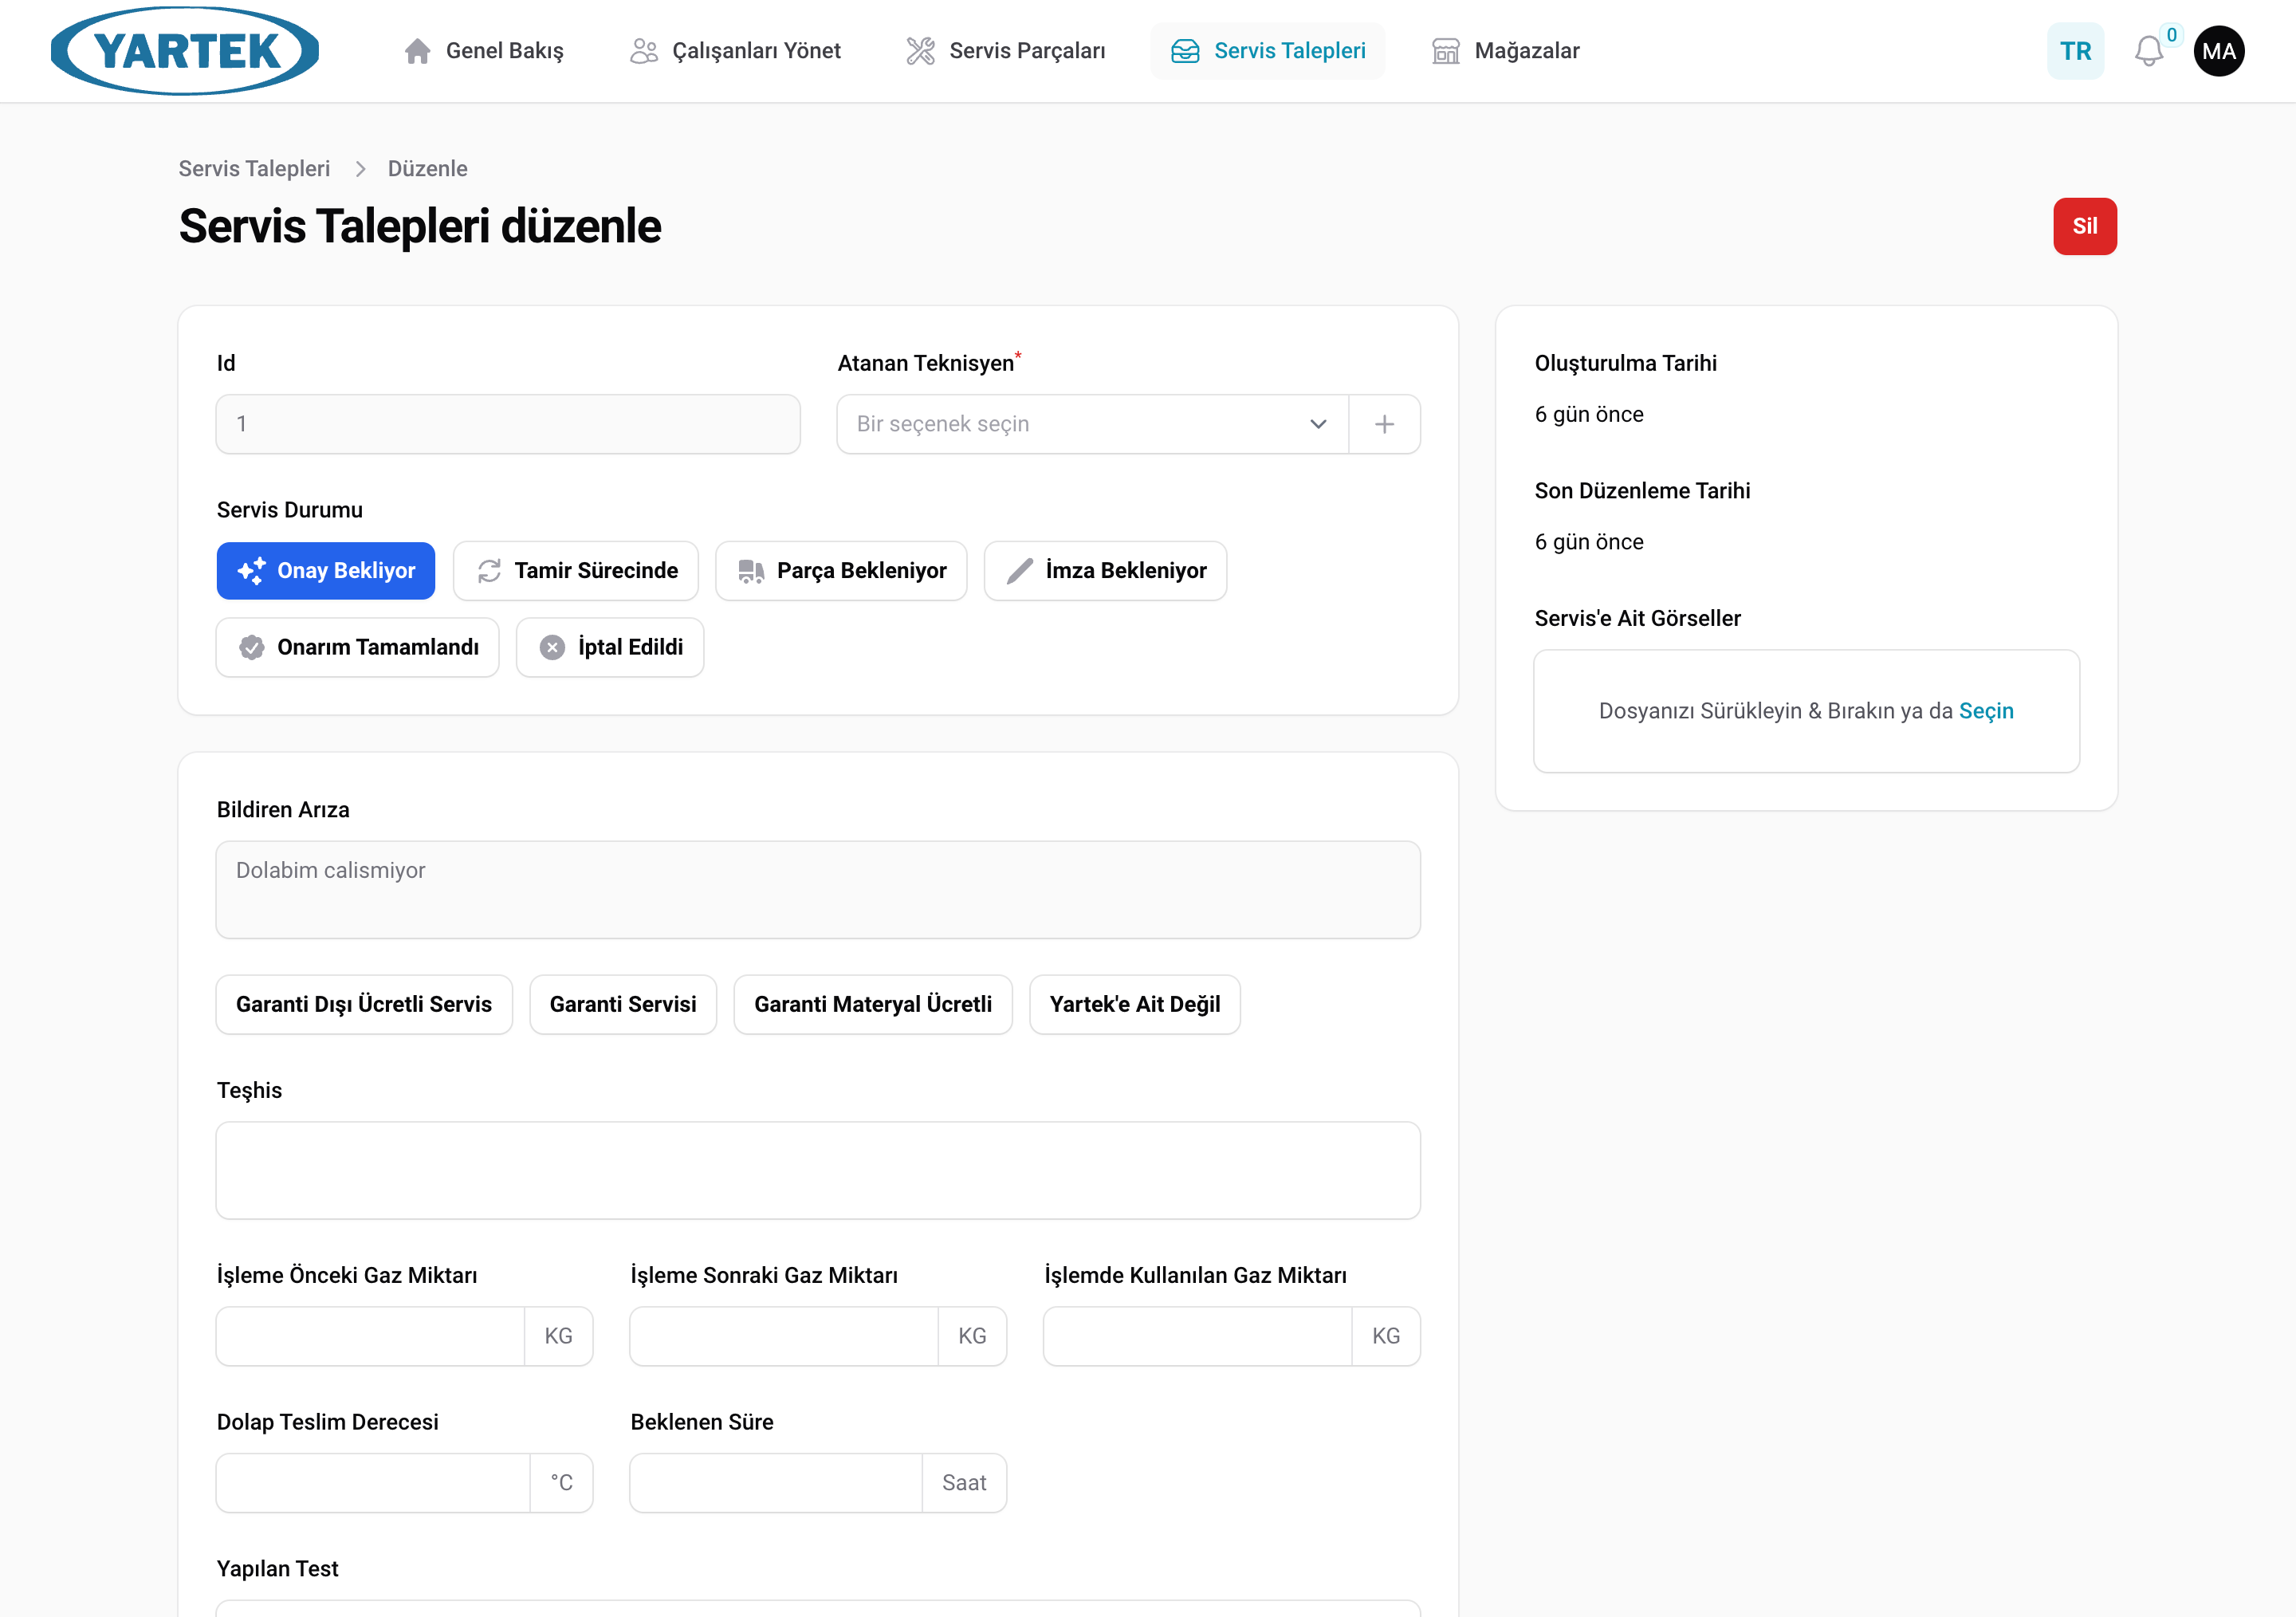 YARTEK
Genel Bakış
Çalışanları Yönet
Servis Parçaları
Servis Talepleri
Mağazalar
TR
0
MA
Servis Talepleri > Düzenle
Servis Talepleri düzenle
Sil
Id
1
Atanan Teknisyen*
Bir seçenek seçin
Servis Durumu
Onay Bekliyor
Tamir Sürecinde
Parça Bekleniyor
İmza Bekleniyor
Onarım Tamamlandı
İptal Edildi
Oluşturulma Tarihi
6 gün önce
Son Düzenleme Tarihi
6 gün önce
Servis'e Ait Görseller
Dosyanızı Sürükleyin & Bırakın ya da Seçin
Bildiren Arıza
Dolabim calismiyor
Garanti Dışı Ücretli Servis
Garanti Servisi
Garanti Materyal Ücretli
Yartek'e Ait Değil
Teşhis
İşleme Önceki Gaz Miktarı
KG
İşleme Sonraki Gaz Miktarı
KG
İşlemde Kullanılan Gaz Miktarı
KG
Dolap Teslim Derecesi
°C
Beklenen Süre
Saat
Yapılan Test